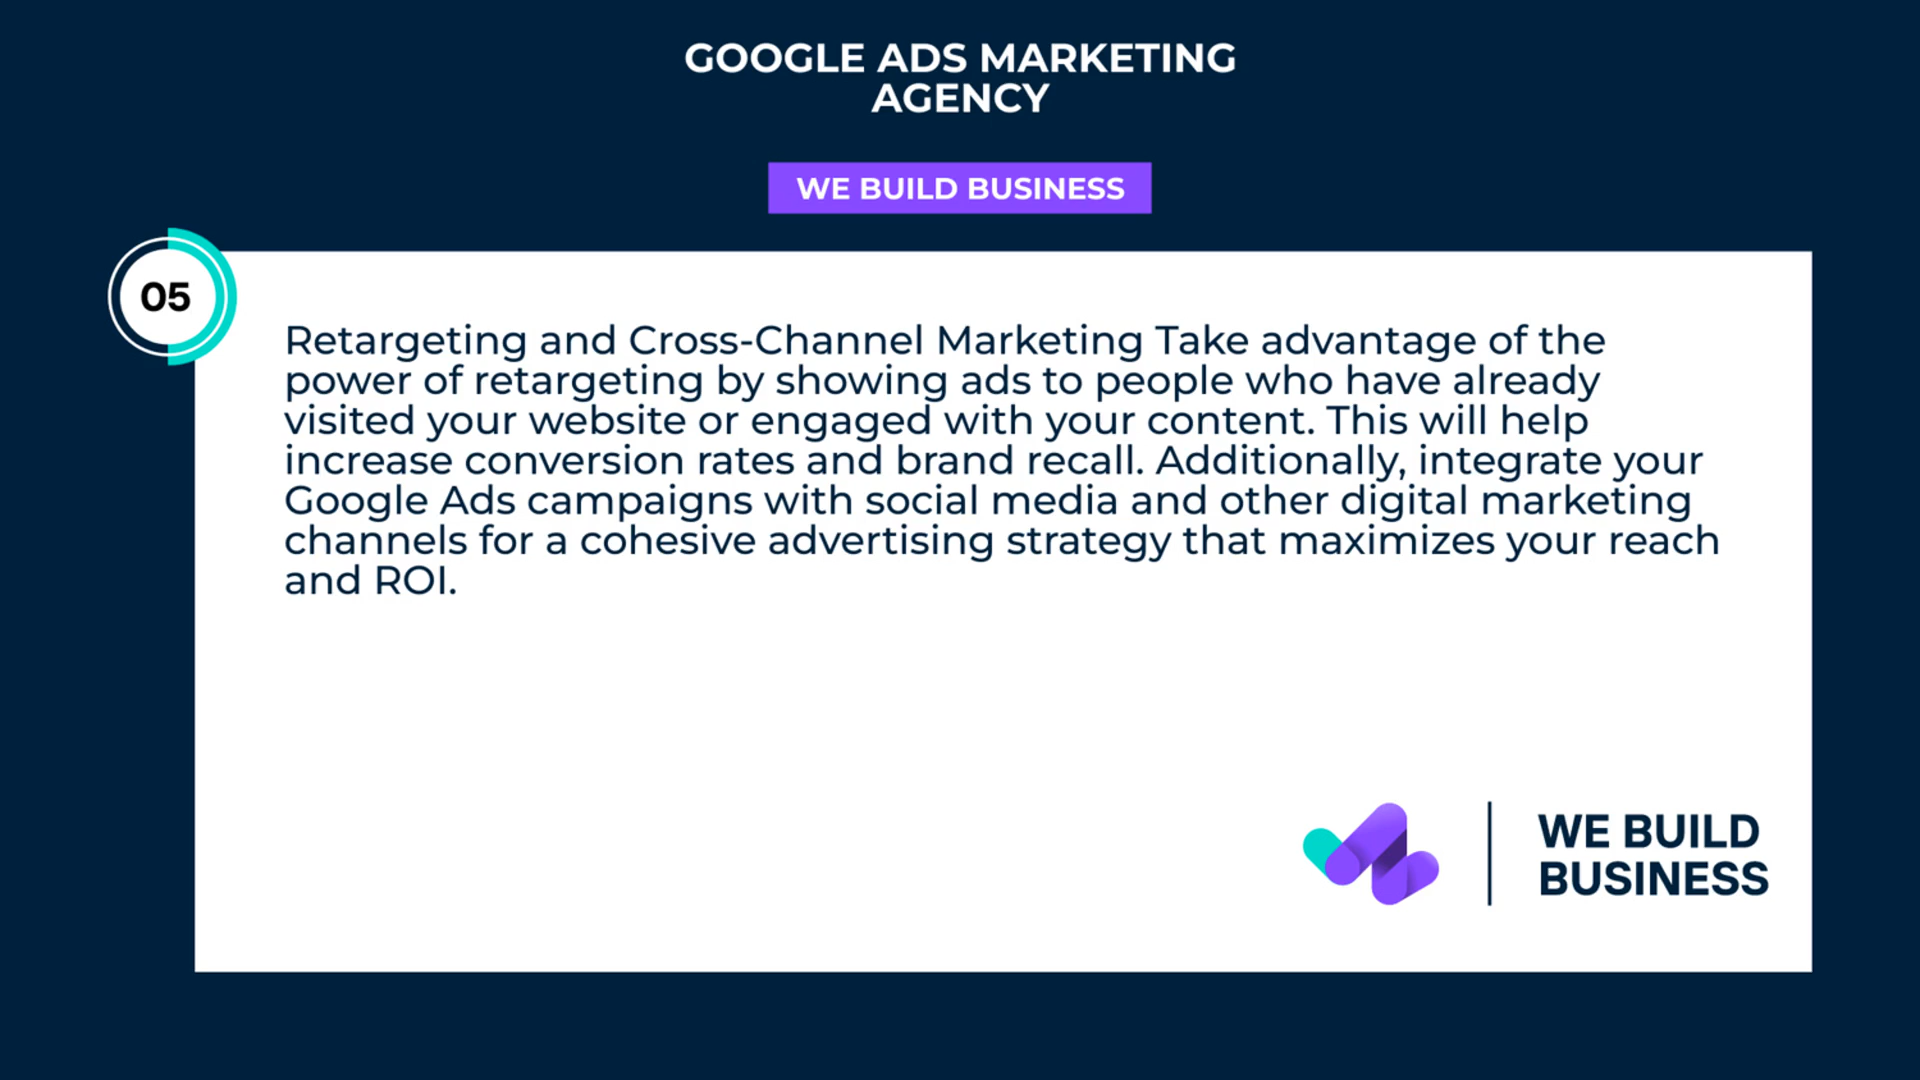 GOOGLE ADS MARKETING
AGENCY
WE BUILD BUSINESS
05
Retargeting and Cross-Channel Marketing Take advantage of the
power of retargeting by showing ads to people who have already
visited your website or engaged with your content. This will help
increase conversion rates and brand recall. Additionally, integrate your
Google Ads campaigns with social media and other digital marketing
channels for a cohesive advertising strategy that maximizes your reach
and ROI.
WE BUILD
BUSINESS